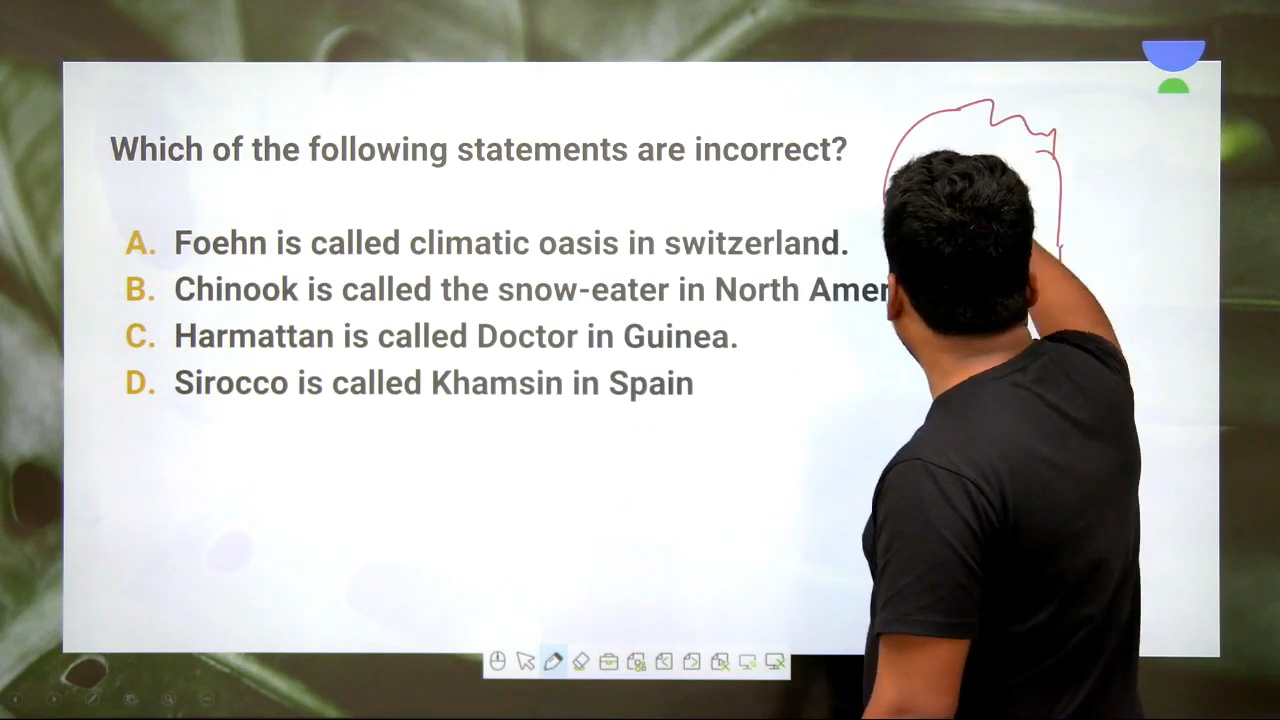 Which of the following statements are incorrect?
A. Foehn is called climatic oasis in switzerland.
B. Chinook is called the snow-eater in North Amer
C. Harmattan is called Doctor in Guinea.
D. Sirocco is called Khamsin in Spain